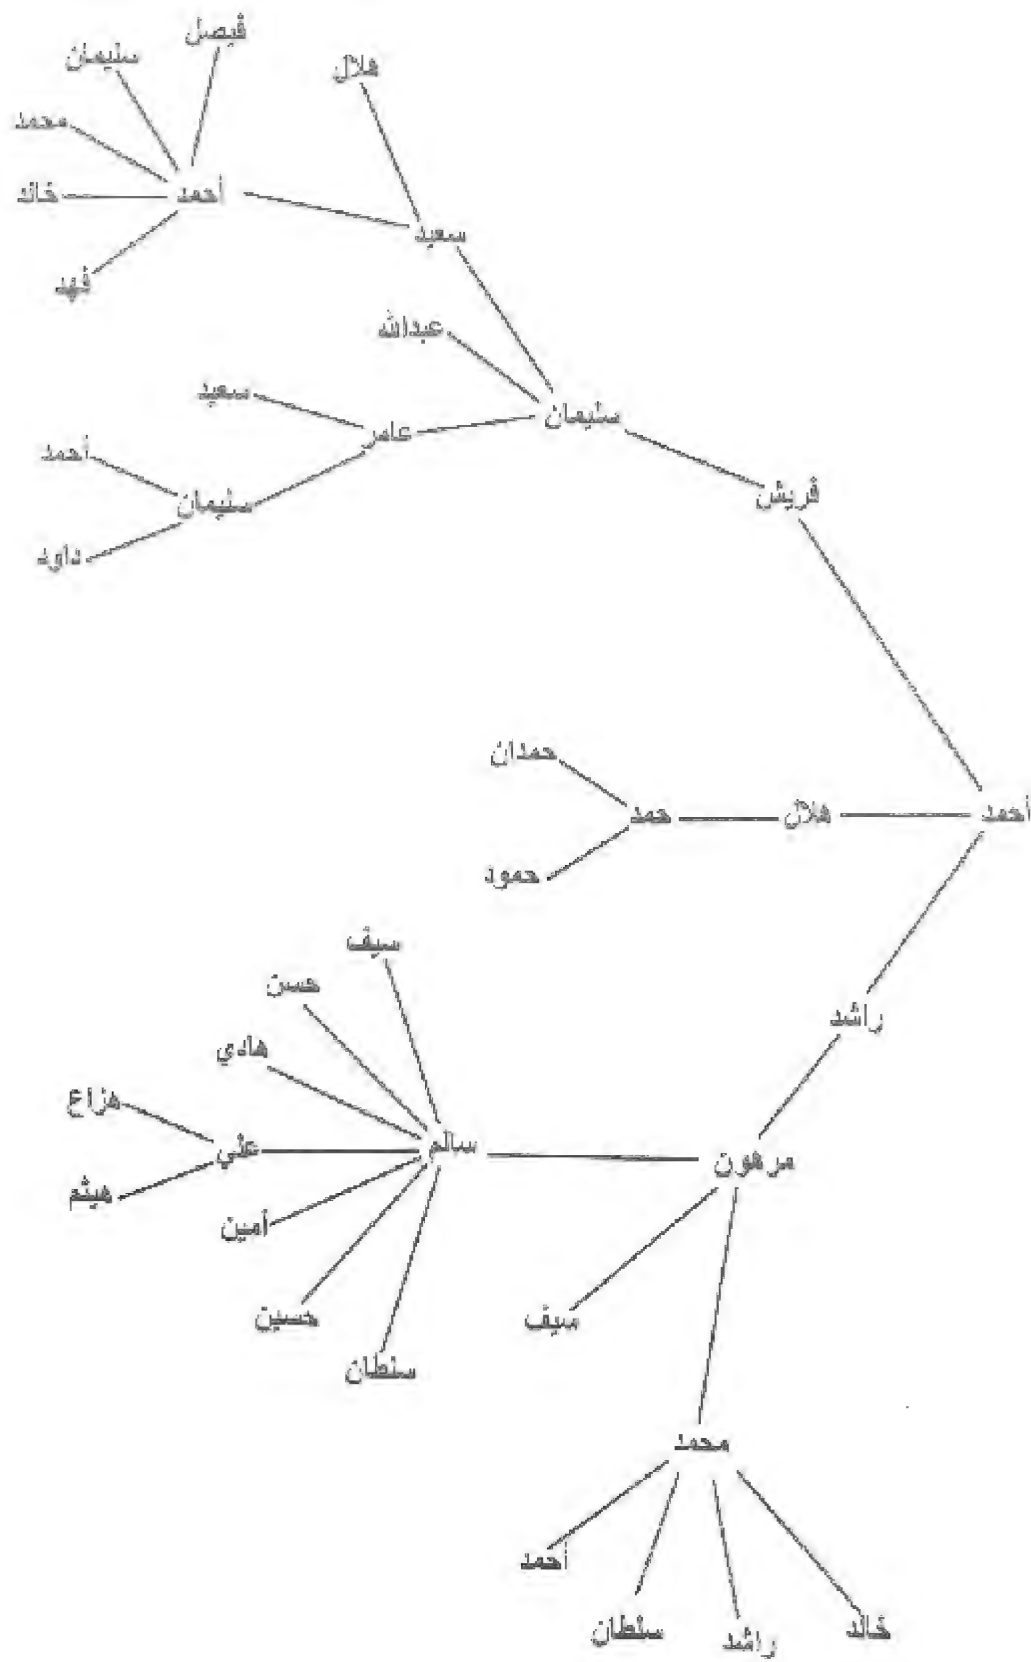 فيصل
سليمان
هلال
محمد
أحمد
خالد
سعيد
فهد
عبدالله
سعيد
سليمان
عامر
أحمد
سليمان
قريش
داود
حمدان
أحمد
هلال
حمد
حمود
سيف
حسن
راشد
هادي
هزاع
علي
سالم
مرهون
هيثم
أمين
حسين
سيف
سلطان
محمد
أحمد
خالد
راشد
سلطان